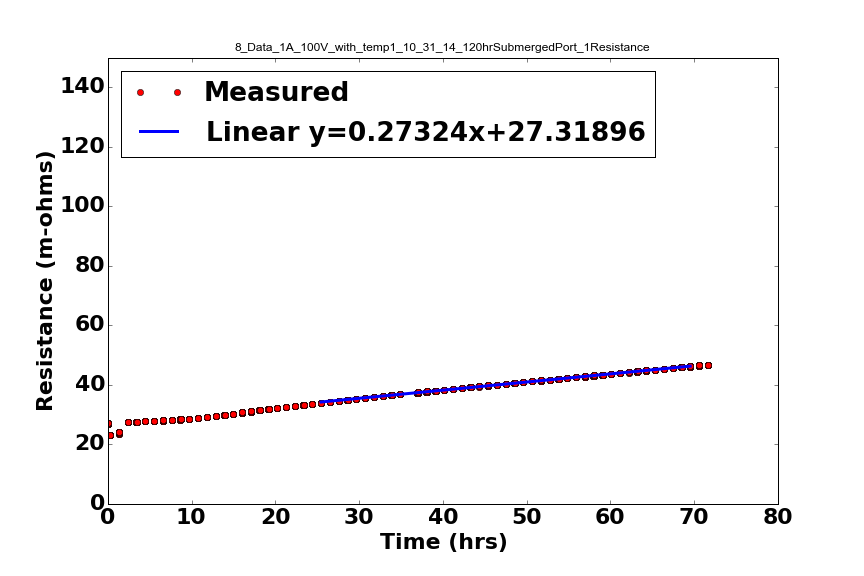 8_Data_1A_100V_with_temp1_10_31_14_120hrSubmergedPort_1Resistance
Measured
Linear y=0.27324x+27.31896
Resistance (m-ohms)
140
120
100
80
60
40
20
0
0 10 20 30 40 50 60 70 80
Time (hrs)